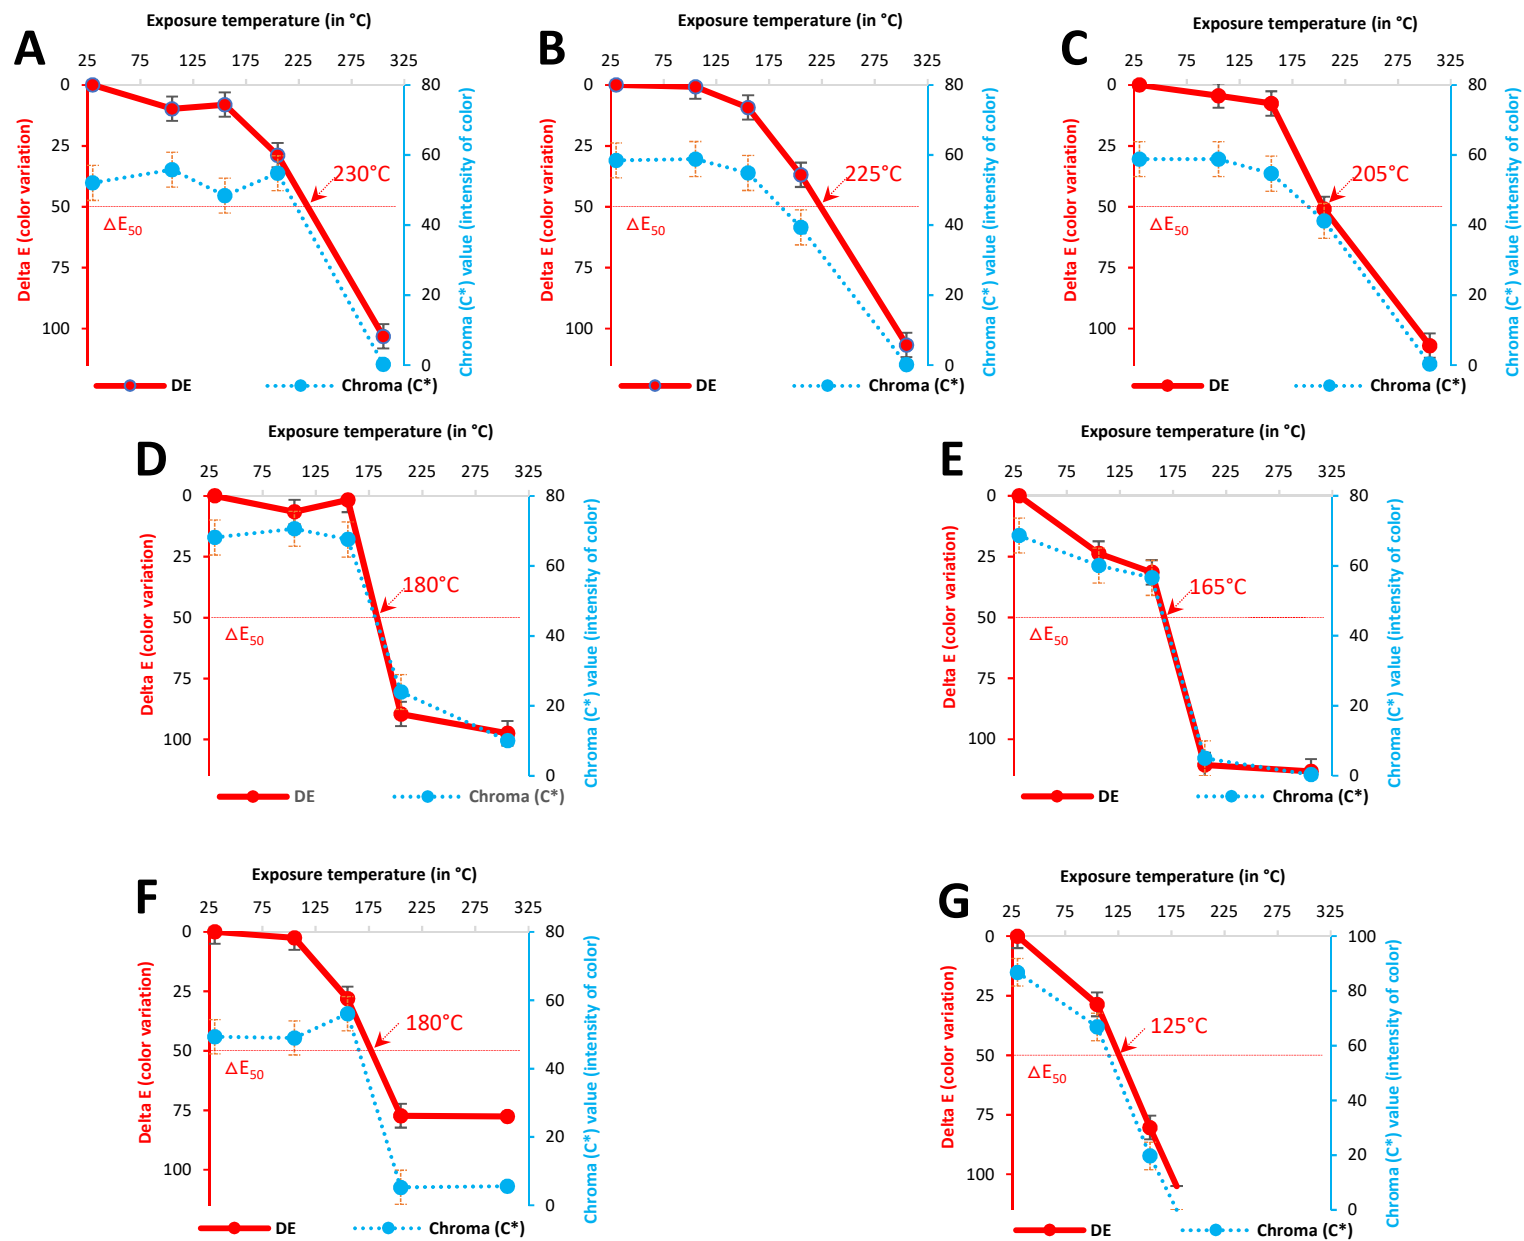 A
Exposure temperature (in °C)
25 75 125 175 225 275 325
0 25 50 75 100
Delta E (color variation)
80 60 40 20 0
Chroma (C*) value (intensity of color)
230°C
△E50
DE Chroma (C*)
B
Exposure temperature (in °C)
25 75 125 175 225 275 325
0 25 50 75 100
Delta E (color variation)
80 60 40 20 0
Chroma (C*) value (intensity of color)
225°C
△E50
DE Chroma (C*)
C
Exposure temperature (in °C)
25 75 125 175 225 275 325
0 25 50 75 100
Delta E (color variation)
80 60 40 20 0
Chroma (C*) value (intensity of color)
205°C
△E50
DE Chroma (C*)
D
Exposure temperature (in °C)
25 75 125 175 225 275 325
0 25 50 75 100
Delta E (color variation)
80 60 40 20 0
Chroma (C*) value (intensity of color)
180°C
△E50
DE Chroma (C*)
E
Exposure temperature (in °C)
25 75 125 175 225 275 325
0 25 50 75 100
Delta E (color variation)
80 60 40 20 0
Chroma (C*) value (intensity of color)
165°C
△E50
DE Chroma (C*)
F
Exposure temperature (in °C)
25 75 125 175 225 275 325
0 25 50 75 100
Delta E (color variation)
80 60 40 20 0
Chroma (C*) value (intensity of color)
180°C
△E50
DE Chroma (C*)
G
Exposure temperature (in °C)
25 75 125 175 225 275 325
0 25 50 75 100
Delta E (color variation)
100 80 60 40 20 0
Chroma (C*) value (intensity of color)
125°C
△E50
DE Chroma (C*)